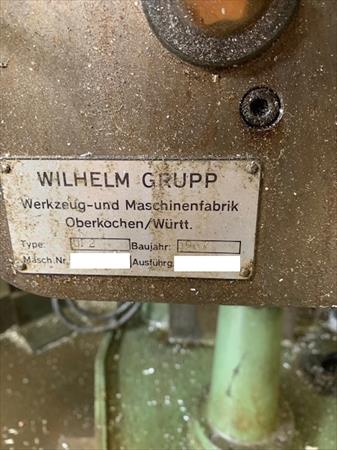 WILHELM GRUPP
Werkzeug-und Maschinenfabrik
Oberkochen/Württ.
Type: Baujahr:
Masch.Nr. Ausführg.